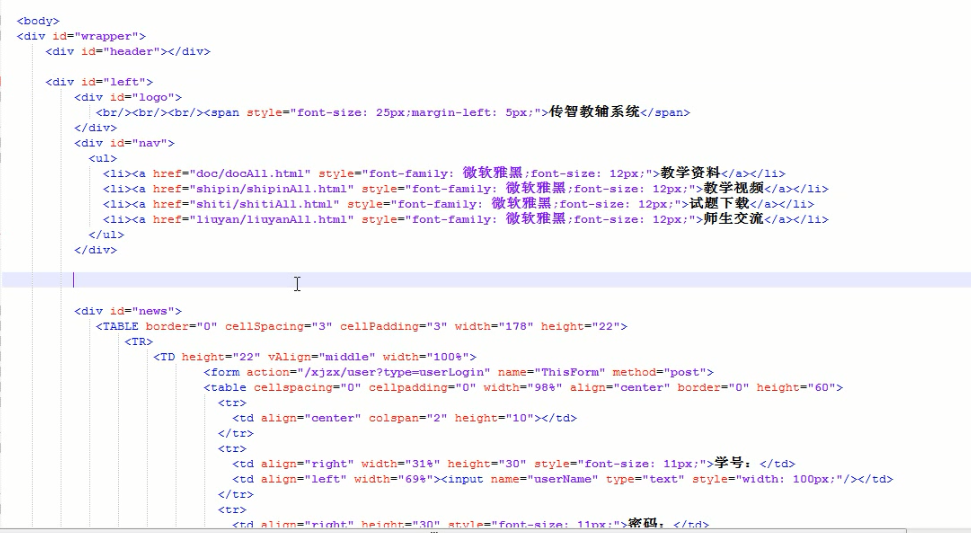 <body>
<div id="wrapper">
<div id="header"></div>
<div id="left">
<div id="logo">
<br/><br/><br/><span style="font-size: 25px;margin-left: 5px;">传智教辅系统</span>
</div>
<div id="nav">
<ul>
<li><a href="doc/docAll.html" style="font-family: 微软雅黑;font-size: 12px;">教学资料</a></li>
<li><a href="shipin/shipinAll.html" style="font-family: 微软雅黑;font-size: 12px;">教学视频</a></li>
<li><a href="shiti/shitiAll.html" style="font-family: 微软雅黑;font-size: 12px;">试题下载</a></li>
<li><a href="liuyan/liuyanAll.html" style="font-family: 微软雅黑;font-size: 12px;">师生交流</a></li>
</ul>
</div>
<div id="news">
<TABLE border="0" cellSpacing="3" cellPadding="3" width="178" height="22">
<TR>
<TD height="22" vAlign="middle" width="100%">
<form action="/xjzx/user?type=userLogin" name="ThisForm" method="post">
<table cellspacing="0" cellpadding="0" width="98%" align="center" border="0" height="60">
<tr>
<td align="center" colspan="2" height="10"></td>
</tr>
<tr>
<td align="right" width="31%" height="30" style="font-size: 11px;">学号：</td>
<td align="left" width="69%"><input name="userName" type="text" style="width: 100px;"/></td>
</tr>
<tr>
<td align="right" height="30" style="font-size: 11px;">密码：</td>